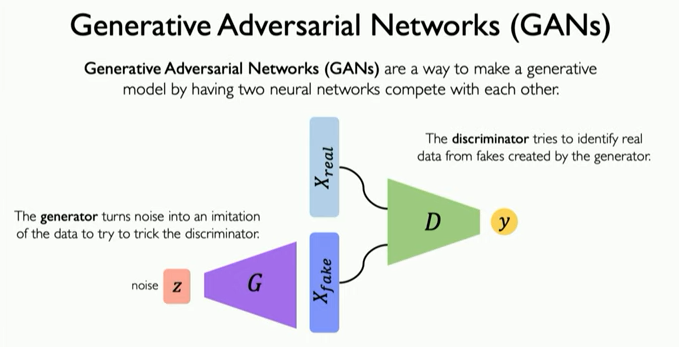 Generative Adversarial Networks (GANs)
Generative Adversarial Networks (GANs) are a way to make a generative
model by having two neural networks compete with each other.
The discriminator tries to identify real
data from fakes created by the generator.
X_real
D
y
The generator turns noise into an imitation
of the data to try to trick the discriminator.
noise z
G
X_fake